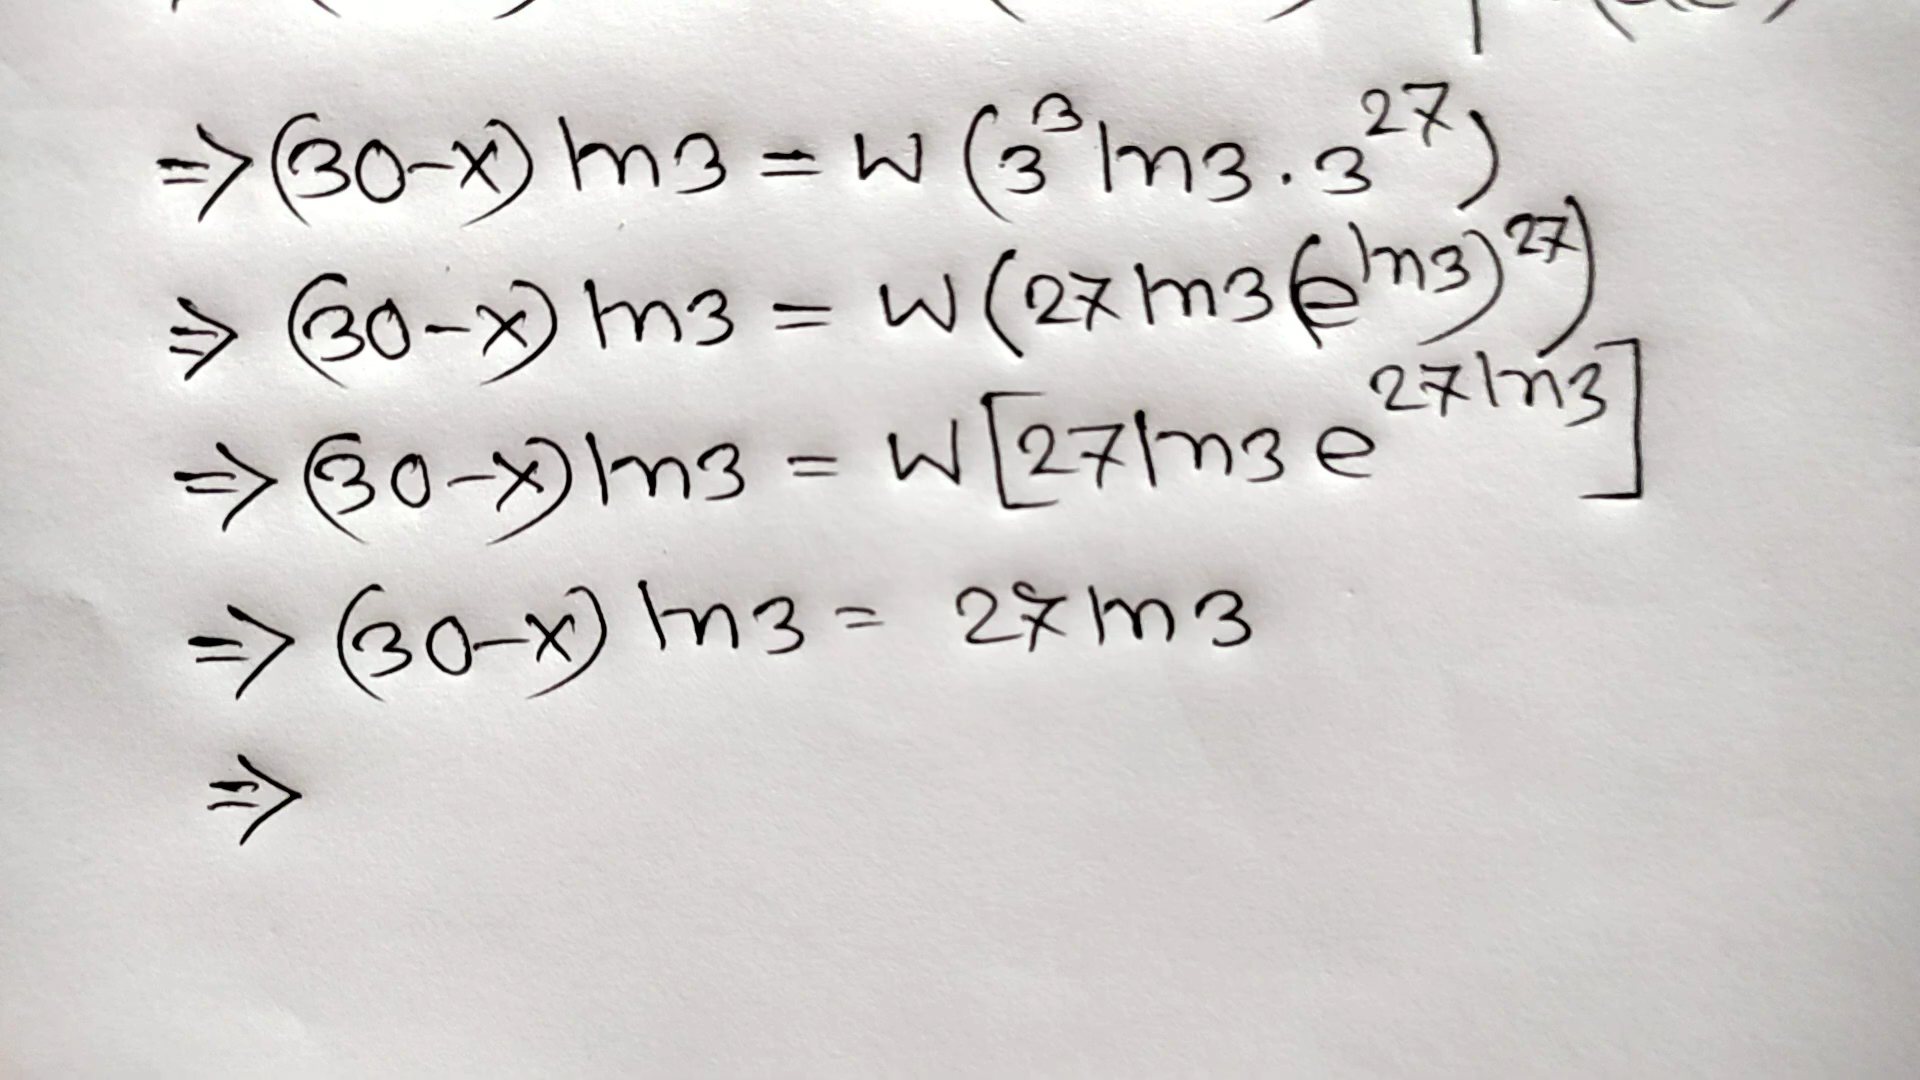 ⇒(30-x) ln3 = W (3³ ln3 . 3²⁷)
⇒ (30-x) ln3 = W (27 ln3 (e^ln3)²⁷)
⇒(30-x) ln3 = W [27 ln3 e^27ln3]
⇒ (30-x) ln3 = 27 ln3
⇒